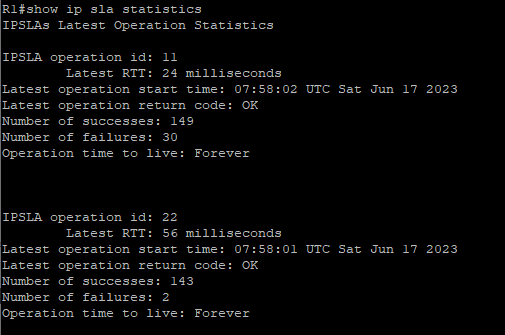 R1#show ip sla statistics
IPSLAs Latest Operation Statistics
IPSLA operation id: 11
Latest RTT: 24 milliseconds
Latest operation start time: 07:58:02 UTC Sat Jun 17 2023
Latest operation return code: OK
Number of successes: 149
Number of failures: 30
Operation time to live: Forever
IPSLA operation id: 22
Latest RTT: 56 milliseconds
Latest operation start time: 07:58:01 UTC Sat Jun 17 2023
Latest operation return code: OK
Number of successes: 143
Number of failures: 2
Operation time to live: Forever